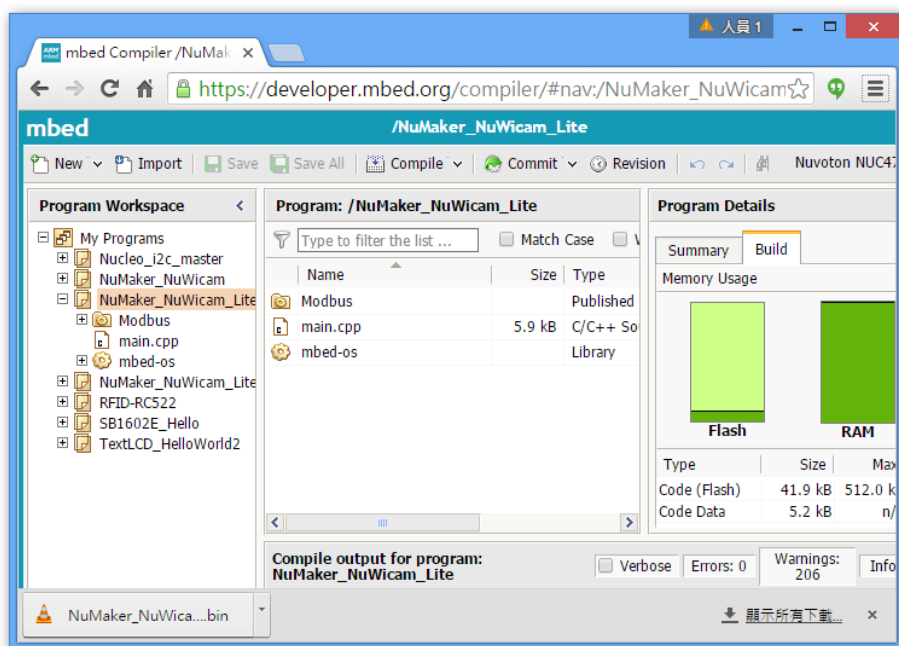 人員 1
mbed Compiler /NuMak
https://developer.mbed.org/compiler/#nav:/NuMaker_NuWicam
mbed
/NuMaker_NuWicam_Lite
New Import Save Save All Compile Commit Revision Nuvoton NUC47
Program Workspace
My Programs
Nucleo_i2c_master
NuMaker_NuWicam
NuMaker_NuWicam_Lite
Modbus
main.cpp
mbed-os
NuMaker_NuWicam_Lite
RFID-RC522
SB1602E_Hello
TextLCD_HelloWorld2
Program: /NuMaker_NuWicam_Lite
Type to filter the list ... Match Case
Name Size Type
Modbus Published
main.cpp 5.9 kB C/C++ Sou
mbed-os Library
Program Details
Summary Build
Memory Usage
Flash RAM
Type Size Max
Code (Flash) 41.9 kB 512.0 k
Code Data 5.2 kB n/
Compile output for program:
NuMaker_NuWicam_Lite
Verbose Errors: 0 Warnings: 206 Info
NuMaker_NuWica....bin
顯示所有下載...